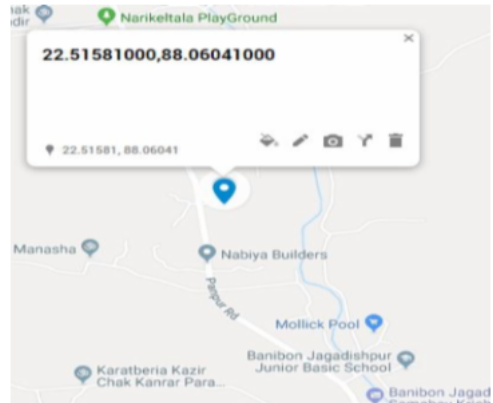 Narikeltala PlayGround
22.51581000,88.06041000
22.51581, 88.06041
Manasha
Nabiya Builders
Panpur Rd
Mollick Pool
Banibon Jagadishpur
Junior Basic School
Karatberia Kazir
Chak Kanrar Para...
Banibon Jagad